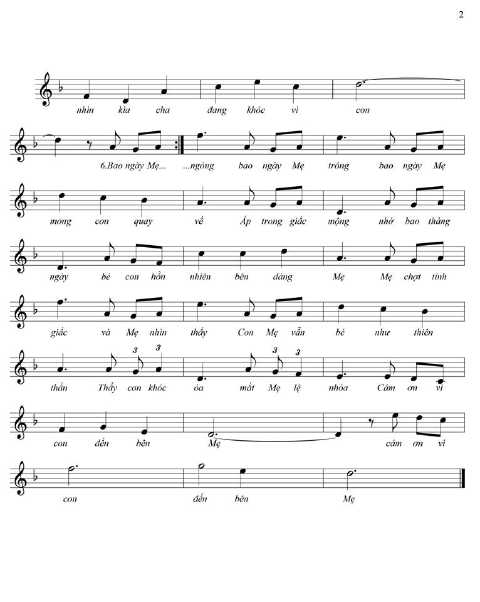 2
nhìn kìa cha đang khóc vì con
6.Bao ngày Mẹ... ...ngóng bao ngày Mẹ trông bao ngày Mẹ
mong con quay về Ấp trong giấc mộng nhớ bao tháng
ngày bé con hồn nhiên bên dáng Mẹ Mẹ chợt tỉnh
giấc và Mẹ nhìn thấy Con Mẹ vẫn bé như thiên
3 3 3 3
thần Thấy con khóc òa mắt Mẹ lệ nhòa Cảm ơn vì
con đến bên Mẹ cảm ơn vì
con đến bên Mẹ